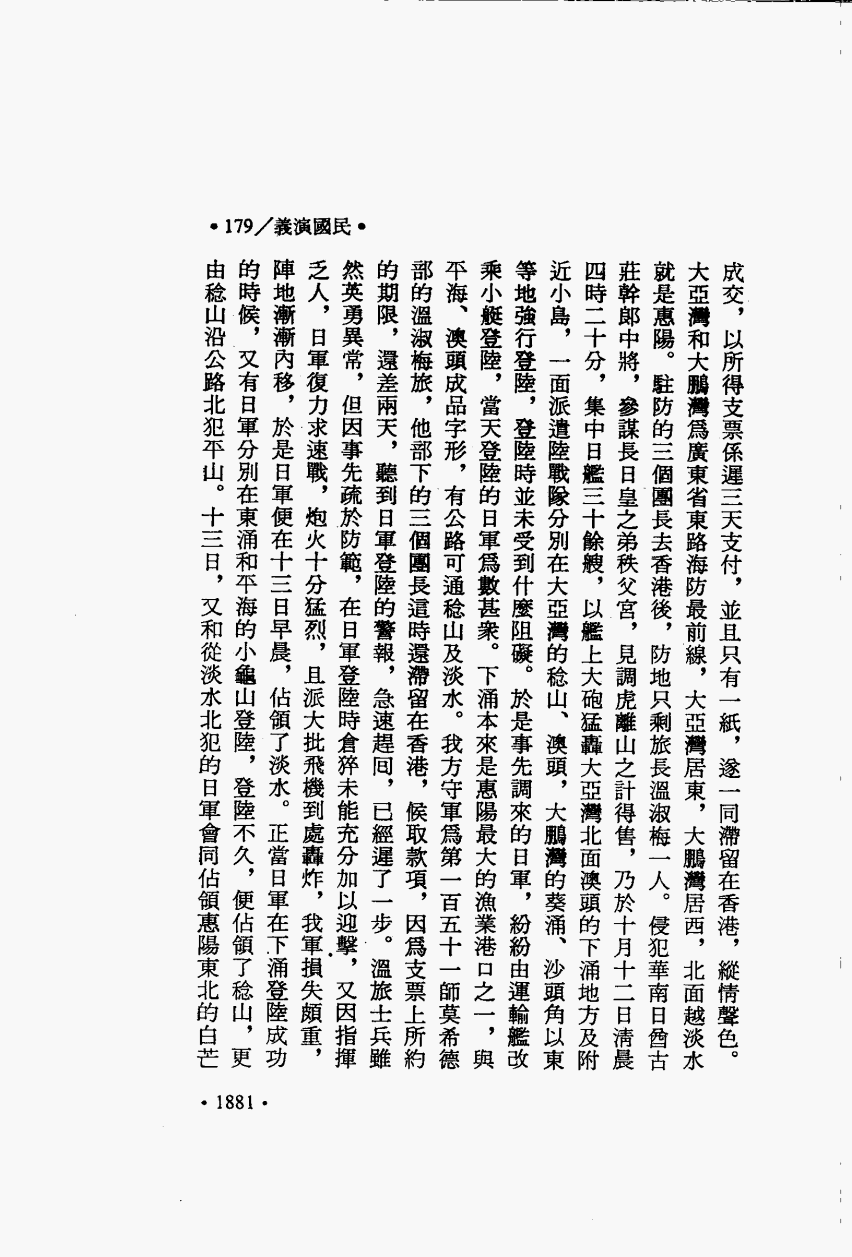 •179／義演國民•
成交，以所得支票係遲三天支付，並且只有一紙，遂一同滯留在香港，縱情聲色。
大亞灣和大鵬灣爲廣東省東路海防最前線，大亞灣居東，大鵬灣居西，北面越淡水
就是惠陽。駐防的三個團長去香港後，防地只剩旅長溫淑梅一人。侵犯華南日酋古
莊幹郎中將，參謀長日皇之弟秩父宮，見調虎離山之計得售，乃於十月十二日清晨
四時二十分，集中日艦三十餘艘，以艦上大砲猛轟大亞灣北面澳頭的下涌地方及附
近小島，一面派遣陸戰隊分別在大亞灣的稔山、澳頭，大鵬灣的葵涌、沙頭角以東
等地強行登陸，登陸時並未受到什麼阻礙。於是事先調來的日軍，紛紛由運輸艦改
乘小艇登陸，當天登陸的日軍爲數甚衆。下涌本來是惠陽最大的漁業港口之一，與
平海、澳頭成品字形，有公路可通稔山及淡水。我方守軍爲第一百五十一師莫希德
部的溫淑梅旅，他部下的三個團長這時還滯留在香港，候取款項，因爲支票上所約
的期限，還差兩天，聽到日軍登陸的警報，急速趕囘，已經遲了一步。溫旅士兵雖
然英勇異常，但因事先疏於防範，在日軍登陸時倉猝未能充分加以迎擊，又因指揮
乏人，日軍復力求速戰，炮火十分猛烈，且派大批飛機到處轟炸，我軍損失頗重，
陣地漸漸內移，於是日軍便在十三日早晨，佔領了淡水。正當日軍在下涌登陸成功
的時候，又有日軍分別在東涌和平海的小龜山登陸，登陸不久，便佔領了稔山，更
由稔山沿公路北犯平山。十三日，又和從淡水北犯的日軍會同佔領惠陽東北的白芒
•1881•